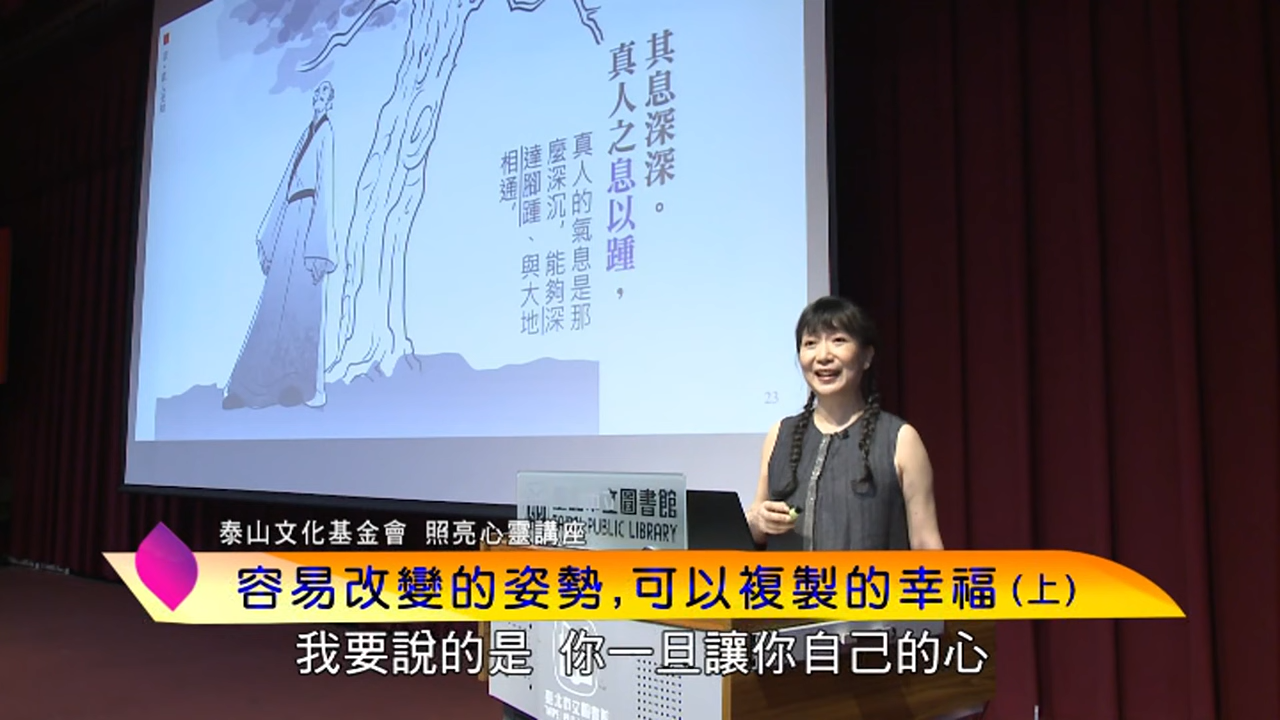 其息深深。
真人之息以踵，
真人的氣息是那
麼深沉，能夠深
達腳踵、與大地
相通，
23
立圖書館
PUBLIC LIBRARY
泰山文化基金會 照亮心靈講座
容易改變的姿勢,可以複製的幸福(上)
我要說的是 你一旦讓你自己的心